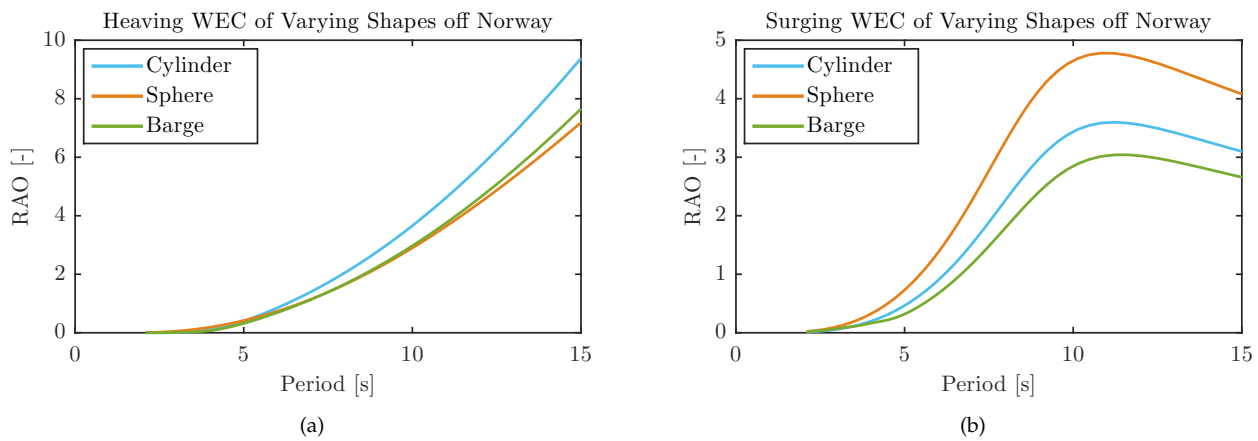 Heaving WEC of Varying Shapes off Norway
10
8
6
4
2
0
RAO [-]
Cylinder
Sphere
Barge
0 5 10 15
Period [s]
(a)
Surging WEC of Varying Shapes off Norway
5
4
3
2
1
0
RAO [-]
Cylinder
Sphere
Barge
0 5 10 15
Period [s]
(b)